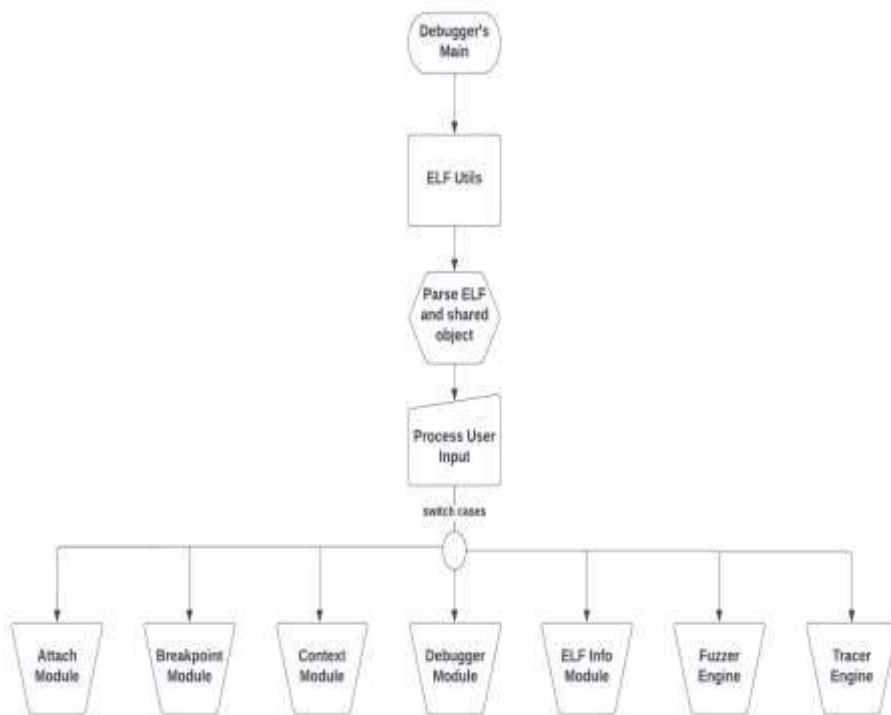 Debugger's
Main
ELF Utils
Parse ELF
and shared
object
Process User
Input
switch cases
Attach
Module
Breakpoint
Module
Context
Module
Debugger
Module
ELF Info
Module
Fuzzer
Engine
Tracer
Engine